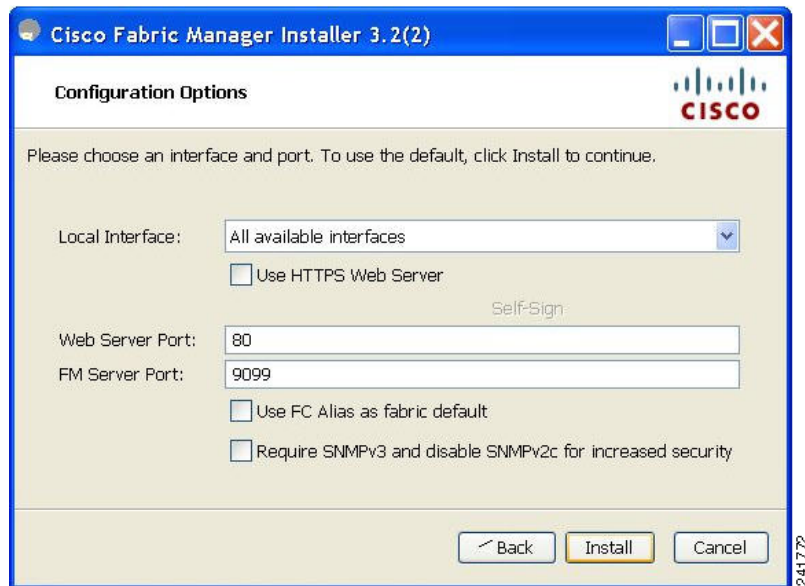 Cisco Fabric Manager Installer 3.2(2)
Configuration Options
CISCO
Please choose an interface and port. To use the default, click Install to continue.
Local Interface: All available interfaces
Use HTTPS Web Server
Self-Sign
Web Server Port: 80
FM Server Port: 9099
Use FC Alias as fabric default
Require SNMPv3 and disable SNMPv2c for increased security
Back Install Cancel
241772